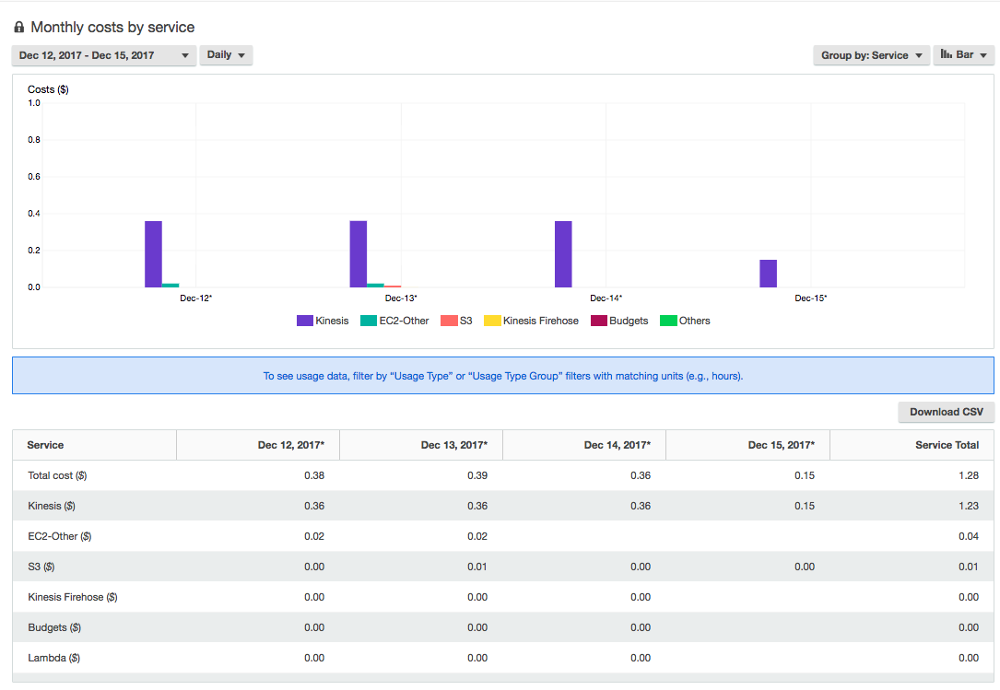 Monthly costs by service
Dec 12, 2017 - Dec 15, 2017 Daily Group by: Service Bar
Costs ($)
1.0
0.8
0.6
0.4
0.2
0.0
Dec-12* Dec-13* Dec-14* Dec-15*
Kinesis EC2-Other S3 Kinesis Firehose Budgets Others
To see usage data, filter by “Usage Type” or “Usage Type Group” filters with matching units (e.g., hours).
Download CSV
Service Dec 12, 2017* Dec 13, 2017* Dec 14, 2017* Dec 15, 2017* Service Total
Total cost ($) 0.38 0.39 0.36 0.15 1.28
Kinesis ($) 0.36 0.36 0.36 0.15 1.23
EC2-Other ($) 0.02 0.02 0.04
S3 ($) 0.00 0.01 0.00 0.00 0.01
Kinesis Firehose ($) 0.00 0.00 0.00 0.00
Budgets ($) 0.00 0.00 0.00 0.00
Lambda ($) 0.00 0.00 0.00 0.00